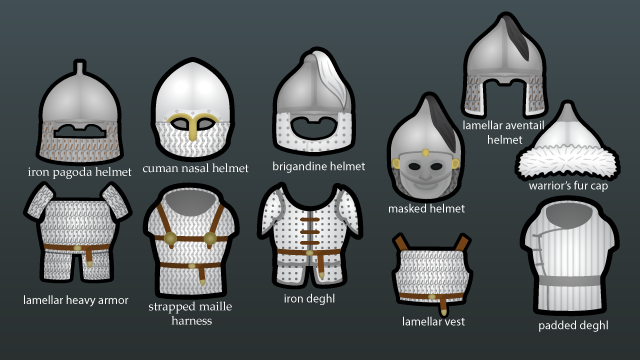 lamellar aventail
helmet
iron pagoda helmet
cuman nasal helmet
brigandine helmet
warrior's fur cap
masked helmet
lamellar heavy armor
strapped maille
harness
iron deghl
lamellar vest
padded deghl